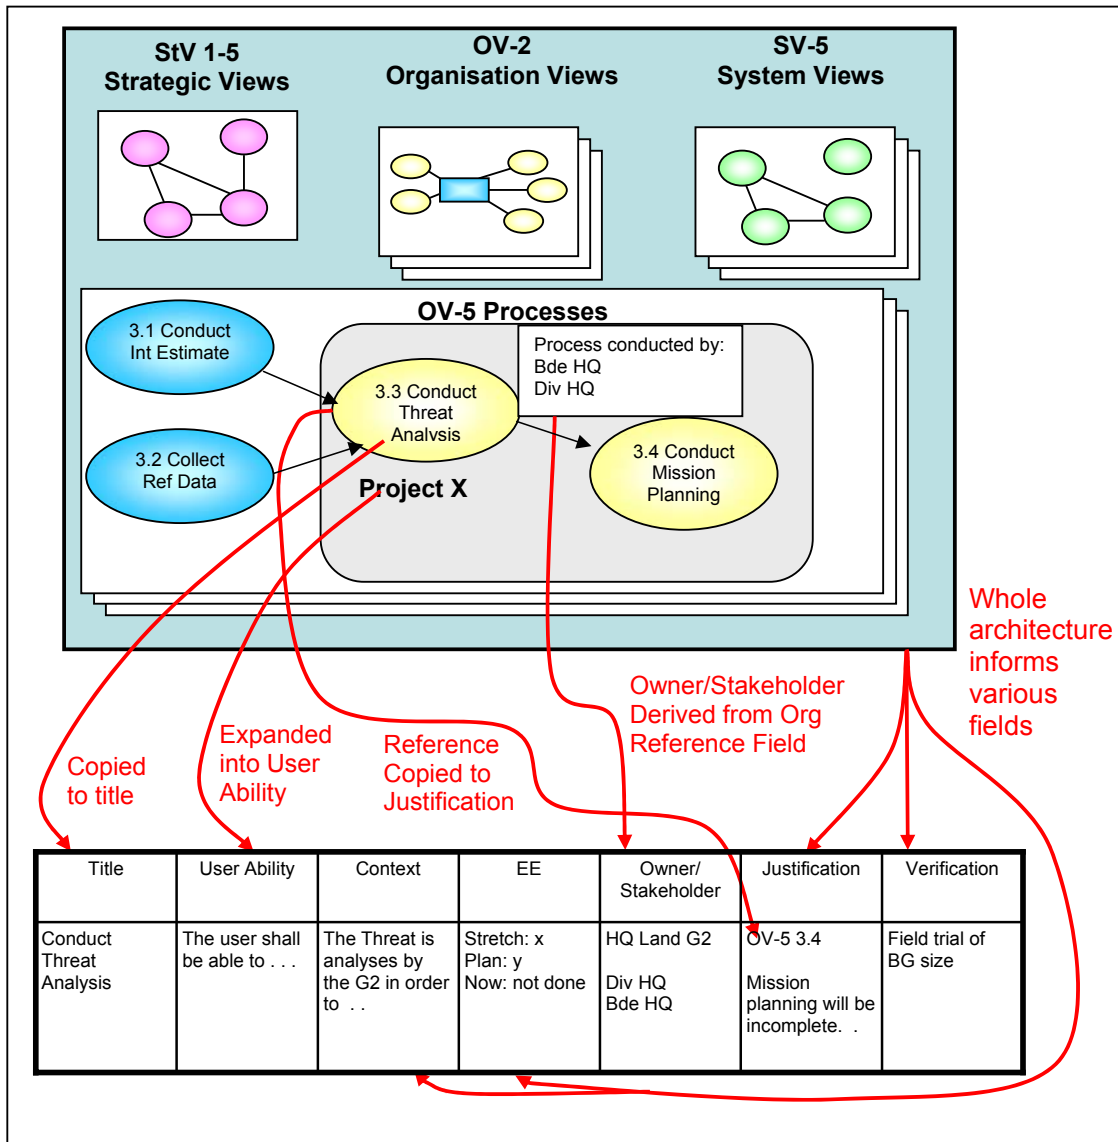 StV 1-5
Strategic Views
OV-2
Organisation Views
SV-5
System Views
OV-5 Processes
3.1 Conduct
Int Estimate
3.2 Collect
Ref Data
3.3 Conduct
Threat
Analvsis
Process conducted by:
Bde HQ
Div HQ
3.4 Conduct
Mission
Planning
Project X
Whole
architecture
informs
various
fields
Copied
to title
Expanded
into User
Ability
Reference
Copied to
Justification
Owner/Stakeholder
Derived from Org
Reference Field
Title
User Ability
Context
EE
Owner/
Stakeholder
Justification
Verification
Conduct
Threat
Analysis
The user shall
be able to . . .
The Threat is
analyses by
the G2 in order
to . .
Stretch: x
Plan: y
Now: not done
HQ Land G2
Div HQ
Bde HQ
OV-5 3.4
Mission
planning will be
incomplete. .
Field trial of
BG size